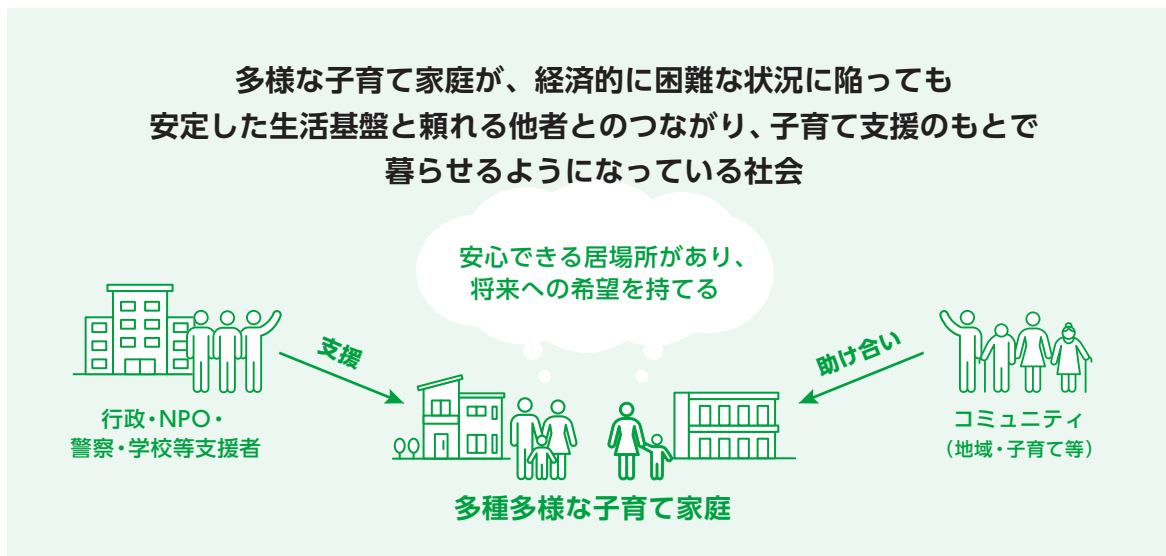 多様な子育て家庭が、経済的に困難な状況に陥っても
安定した生活基盤と頼れる他者とのつながり、子育て支援のもとで
暮らせるようになっている社会
安心できる居場所があり、
将来への希望を持てる
支援
助け合い
行政・NPO・
警察・学校等支援者
コミュニティ
（地域・子育て等）
多種多様な子育て家庭